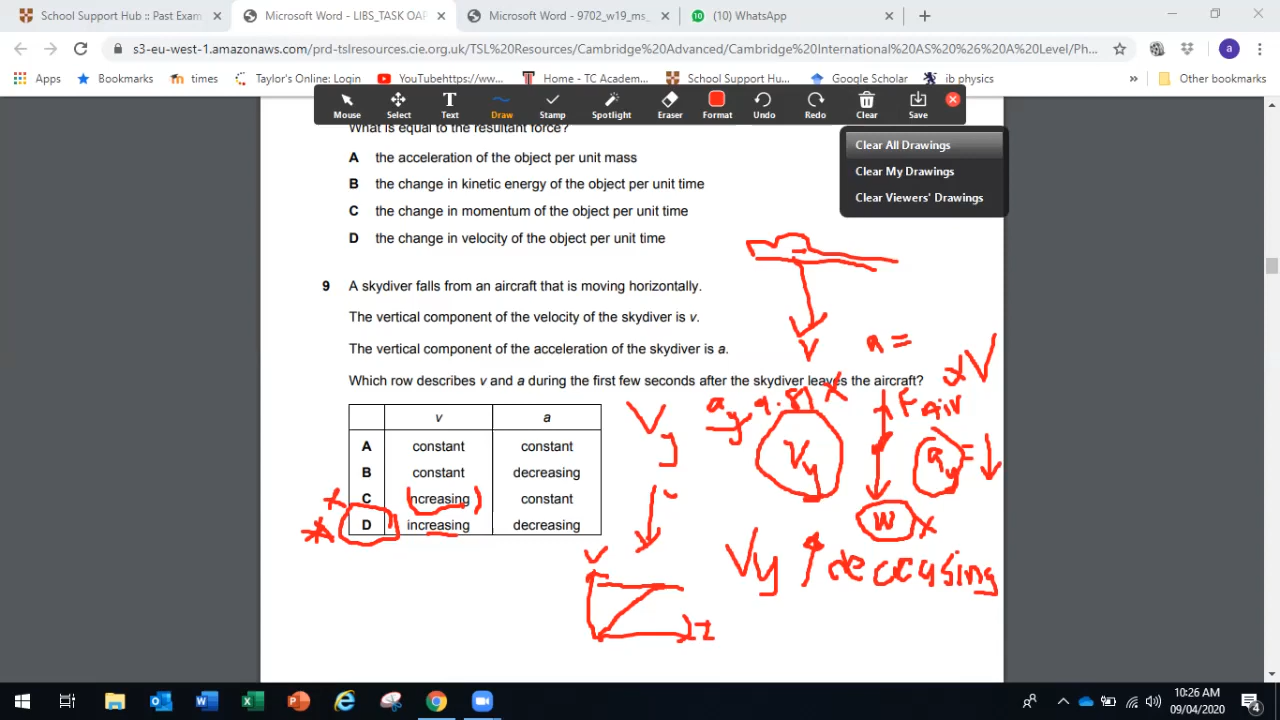 School Support Hub :: Past Exam
Microsoft Word - LIBS_TASK OAP
Microsoft Word - 9702_w19_ms_
(10) WhatsApp
s3-eu-west-1.amazonaws.com/prd-tslresources.cie.org.uk/TSL%20Resources/Cambridge%20Advanced/Cambridge%20International%20AS%20%26%20A%20Level/Ph...
a
Apps
Bookmarks
times
Taylor's Online: Login
YouTubehttps://ww...
Home - TC Academ...
School Support Hu...
Google Scholar
ib physics
»
Other bookmarks
Mouse
Select
Text
Draw
Stamp
Spotlight
Eraser
Format
Undo
Redo
Clear
Save
Clear All Drawings
Clear My Drawings
Clear Viewers' Drawings
What is equal to the resultant force?
A the acceleration of the object per unit mass
B the change in kinetic energy of the object per unit time
C the change in momentum of the object per unit time
D the change in velocity of the object per unit time
9 A skydiver falls from an aircraft that is moving horizontally.
The vertical component of the velocity of the skydiver is v.
The vertical component of the acceleration of the skydiver is a.
Which row describes v and a during the first few seconds after the skydiver leaves the aircraft?
v a
A constant constant
B constant decreasing
C increasing constant
D increasing decreasing
V
a =
∝V
Vy
ay 9.81 x
F air
Vy
ay = ↓
W x
Vy ↑ decreasing
V
t
10:26 AM
09/04/2020
4